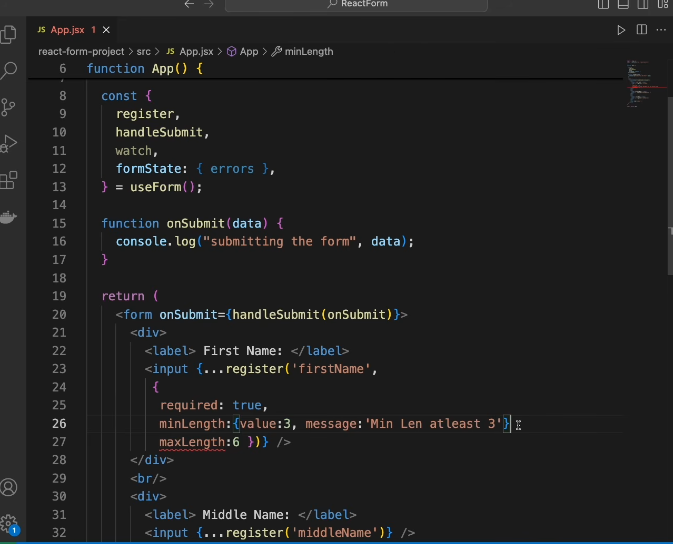 ReactForm
JS App.jsx 1 ×
react-form-project > src > JS App.jsx > App > minLength
6 function App() {
8 const {
9 register,
10 handleSubmit,
11 watch,
12 formState: { errors },
13 } = useForm();
14
15 function onSubmit(data) {
16 console.log("submitting the form", data);
17 }
18
19 return (
20 <form onSubmit={handleSubmit(onSubmit)}>
21 <div>
22 <label> First Name: </label>
23 <input {...register('firstName',
24 {
25 required: true,
26 minLength:{value:3, message:'Min Len atleast 3'}
27 maxLength:6 })} />
28 </div>
29 <br/>
30 <div>
31 <label> Middle Name: </label>
32 <input {...register('middleName')} />
1